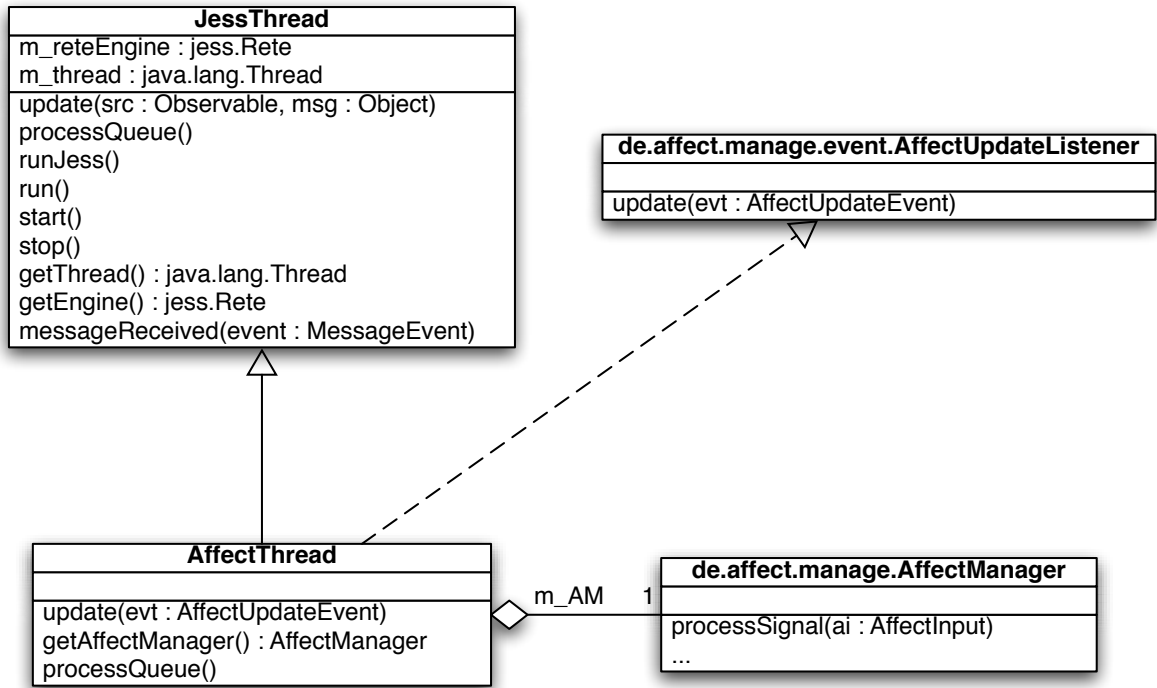 JessThread
m_reteEngine : jess.Rete
m_thread : java.lang.Thread
update(src : Observable, msg : Object)
processQueue()
runJess()
run()
start()
stop()
getThread() : java.lang.Thread
getEngine() : jess.Rete
messageReceived(event : MessageEvent)
de.affect.manage.event.AffectUpdateListener
update(evt : AffectUpdateEvent)
AffectThread
update(evt : AffectUpdateEvent)
getAffectManager() : AffectManager
processQueue()
m_AM 1
de.affect.manage.AffectManager
processSignal(ai : AffectInput)
...